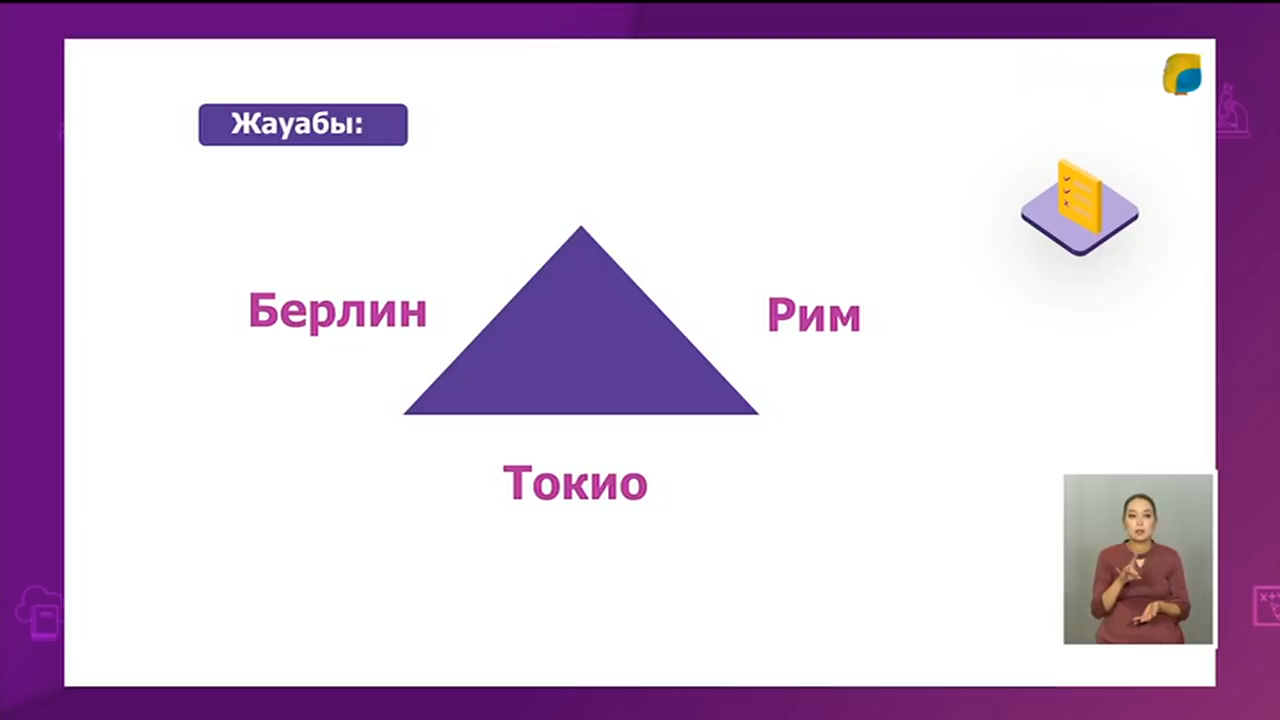 Жауабы:
Берлин
Рим
Токио